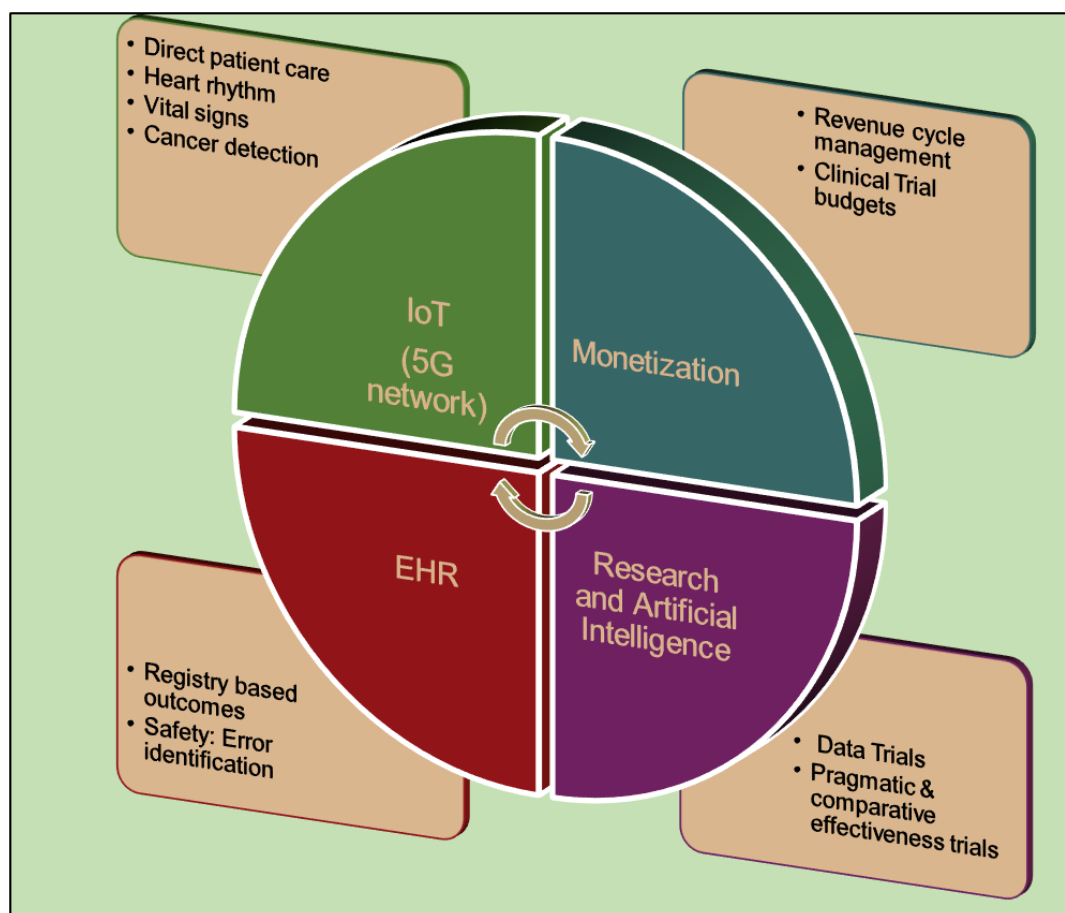 • Direct patient care
• Heart rhythm
• Vital signs
• Cancer detection
• Revenue cycle
management
• Clinical Trial
budgets
IoT
(5G
network)
Monetization
EHR
Research
and Artificial
Intelligence
• Registry based
outcomes
• Safety: Error
identification
• Data Trials
• Pragmatic &
comparative
effectiveness trials